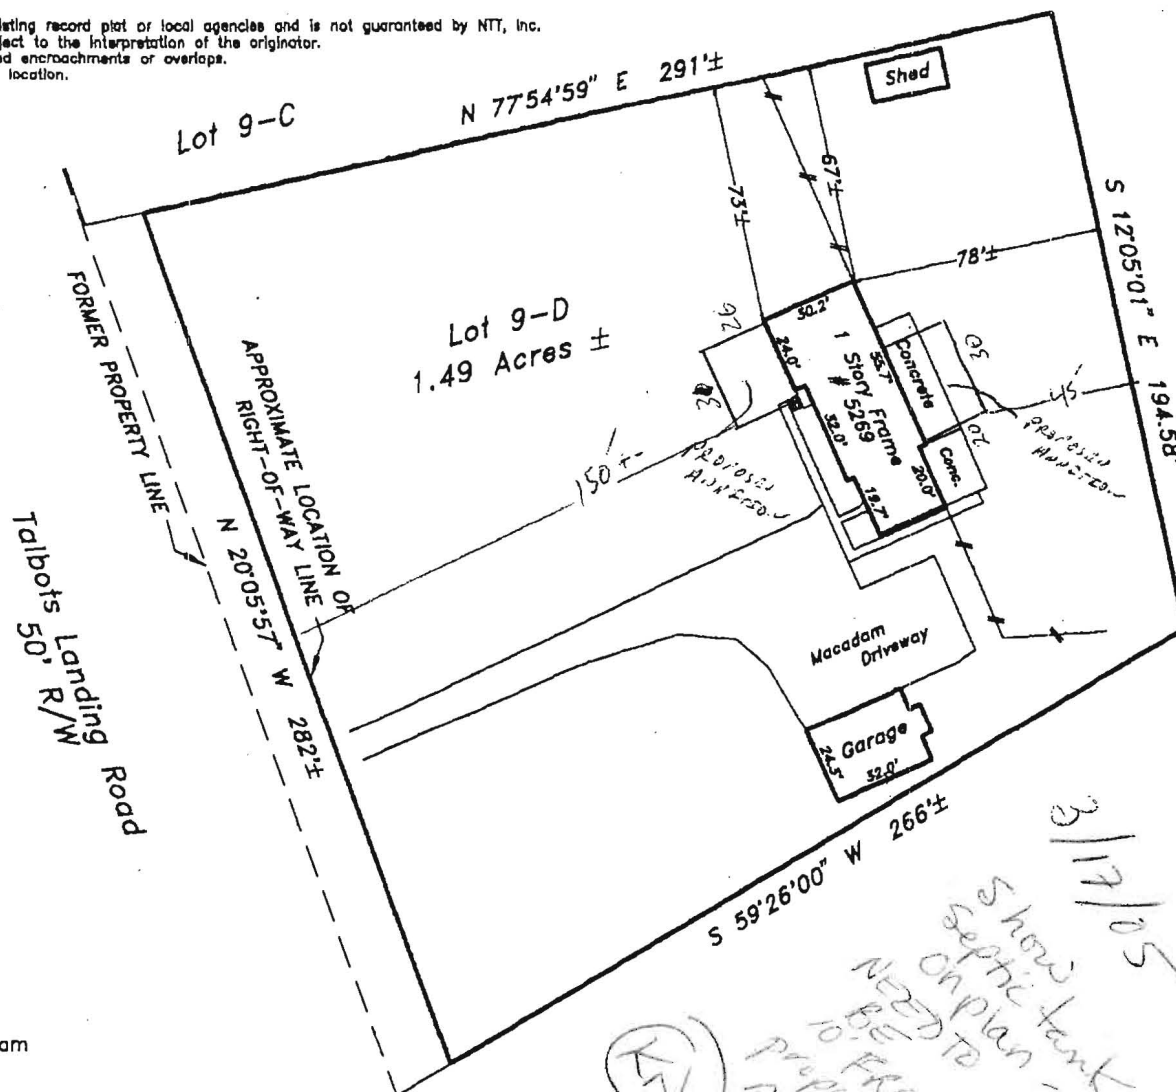 isting record plat or local agencies and is not guaranteed by NTT, Inc.
ject to the interpretation of the originator.
nd encroachments or overlaps.
location.
Lot 9-C
N 77°54'59" E 291'±
Shed
73'±
67'±
78'±
S 12°05'01" E 194.58'
FORMER PROPERTY LINE
APPROXIMATE LOCATION OF
RIGHT-OF-WAY LINE
Lot 9-D
1.49 Acres ±
30.2'
26
24.0'
1 Story Frame
# 5269
55.7'
Concrete
30
32.0'
20
45'
PROPOSED
150'+-
PROPOSED
19.7'
20.0'
Conc.
Talbots Landing Road
50' R/W
N 20°05'57" W 282'±
Macadam
Driveway
Garage
24.5'
32.0'
S 59°26'00" W 266'±
3/17/05
Show
septic tank
on plan
NEED TO
BE
10'
am